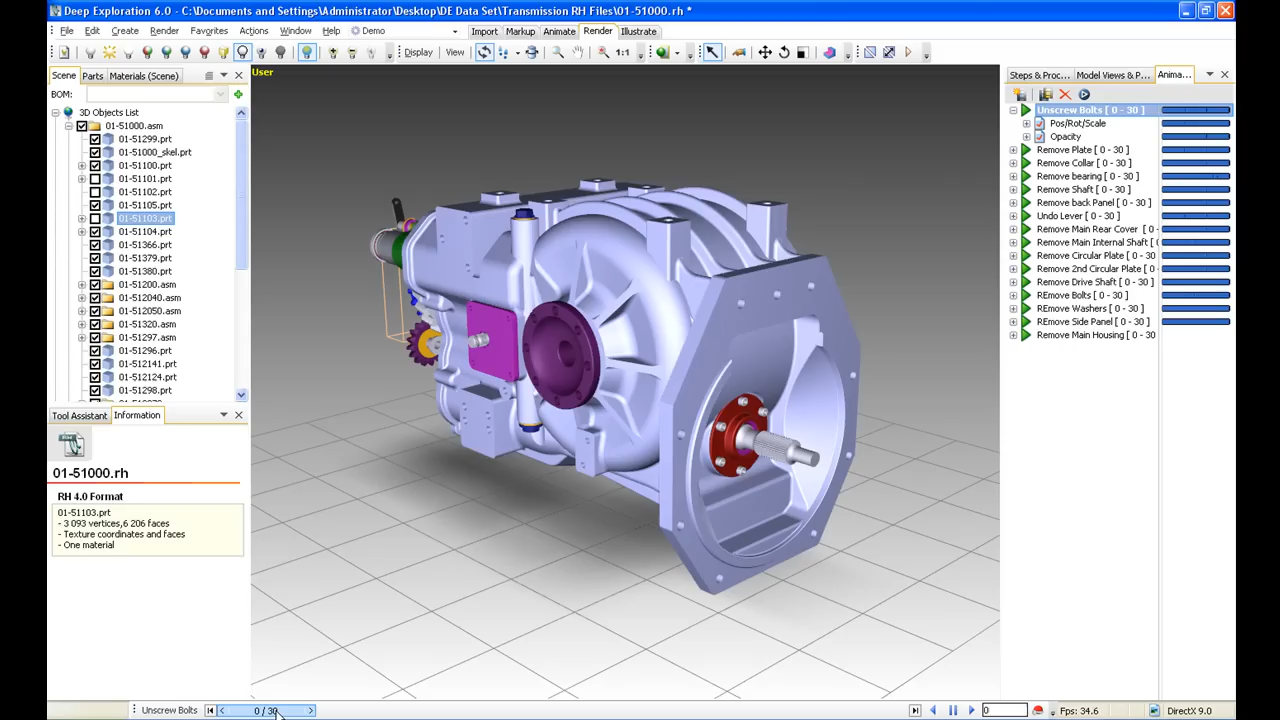 Deep Exploration 6.0 - C:\Documents and Settings\Administrator\Desktop\DE Data Set\Transmission RH Files\01-51000.rh *
File Edit Create Render Favorites Actions Window Help Demo
Import Markup Animate Render Illustrate
Display View 1:1
Scene Parts Materials (Scene)
BOM:
3D Objects List
01-51000.asm
01-51299.prt
01-51000_skel.prt
01-51100.prt
01-51101.prt
01-51102.prt
01-51105.prt
01-51103.prt
01-51104.prt
01-51366.prt
01-51379.prt
01-51380.prt
01-51200.asm
01-512040.asm
01-512050.asm
01-51320.asm
01-51297.asm
01-51296.prt
01-512141.prt
01-512124.prt
01-51298.prt
Tool Assistant Information
01-51000.rh
RH 4.0 Format
01-51103.prt
- 3 093 vertices,6 206 faces
- Texture coordinates and faces
- One material
User
Steps & Proc... Model Views & P... Anima...
Unscrew Bolts [ 0 - 30 ]
Pos/Rot/Scale
Opacity
Remove Plate [ 0 - 30 ]
Remove Collar [ 0 - 30 ]
Remove bearing [ 0 - 30 ]
Remove Shaft [ 0 - 30 ]
Remove back Panel [ 0 - 30 ]
Undo Lever [ 0 - 30 ]
Remove Main Rear Cover [ 0 -
Remove Main Internal Shaft [
Remove Circular Plate [ 0 - 30
Remove 2nd Circular Plate [ 0
Remove Drive Shaft [ 0 - 30 ]
REmove Bolts [ 0 - 30 ]
REmove Washers [ 0 - 30 ]
REmove Side Panel [ 0 - 30 ]
Remove Main Housing [ 0 - 30
Unscrew Bolts 0 / 30 0 Fps: 34.6 DirectX 9.0